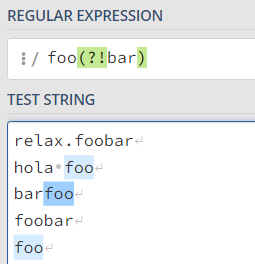 REGULAR EXPRESSION
/ foo(?!bar)
TEST STRING
relax.foobar↵
hola·foo↵
barfoo↵
foobar↵
foo↵